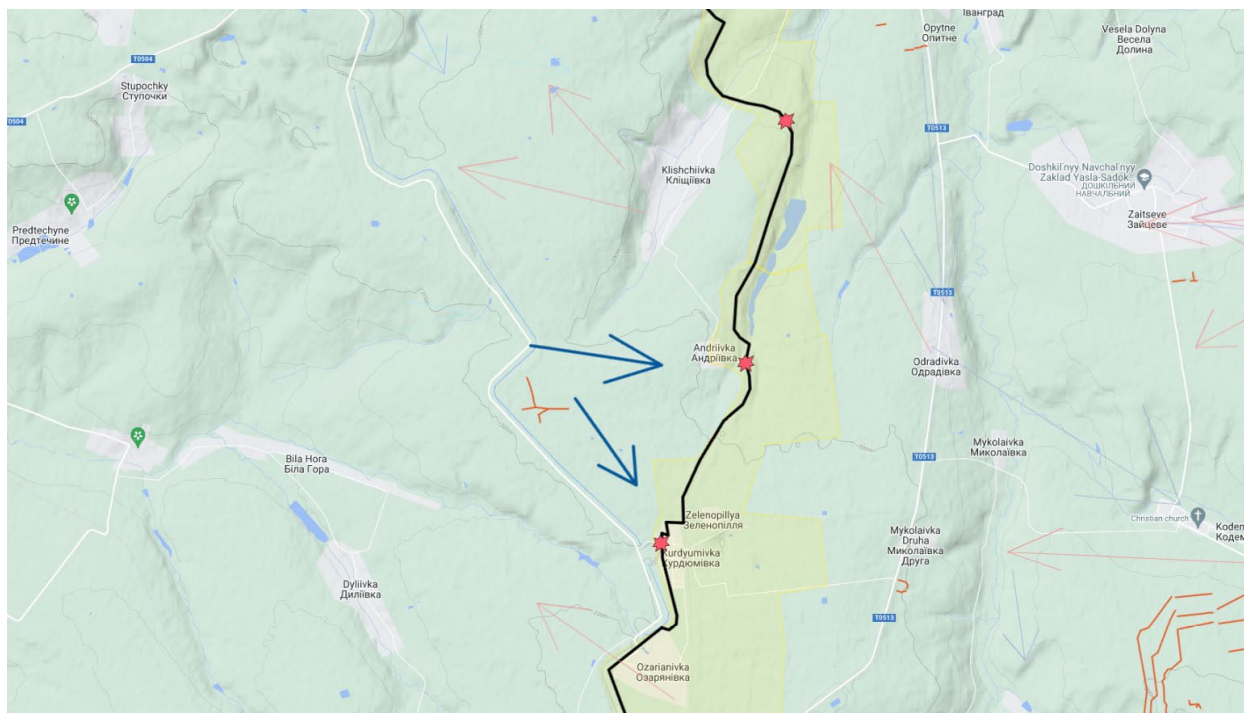 T0504
Stupochky
Ступочки
T0504
Predtechyne
Предтечине
Klishchiivka
Кліщіївка
Opytne
Опитне
Іванград
Vesela Dolyna
Весела
Долина
T0513
Doshkil'nyy Navchal'nyy
Zaklad Yasla-Sadok.
ДОШКІЛЬНИЙ
НАВЧАЛЬНИЙ...
Zaitseve
Зайцеве
T0513
Andriivka
Андріївка
Odradivka
Одрадівка
Bila Hora
Біла Гора
Mykolaivka
Миколаївка
T0513
Zelenopillya
Зеленопілля
Kurdyumivka
Курдюмівка
Mykolaivka
Druha
Миколаївка
Друга
Christian church
Kodem
Кодем
Dyliivka
Диліївка
T0513
Ozarianivka
Озарянівка